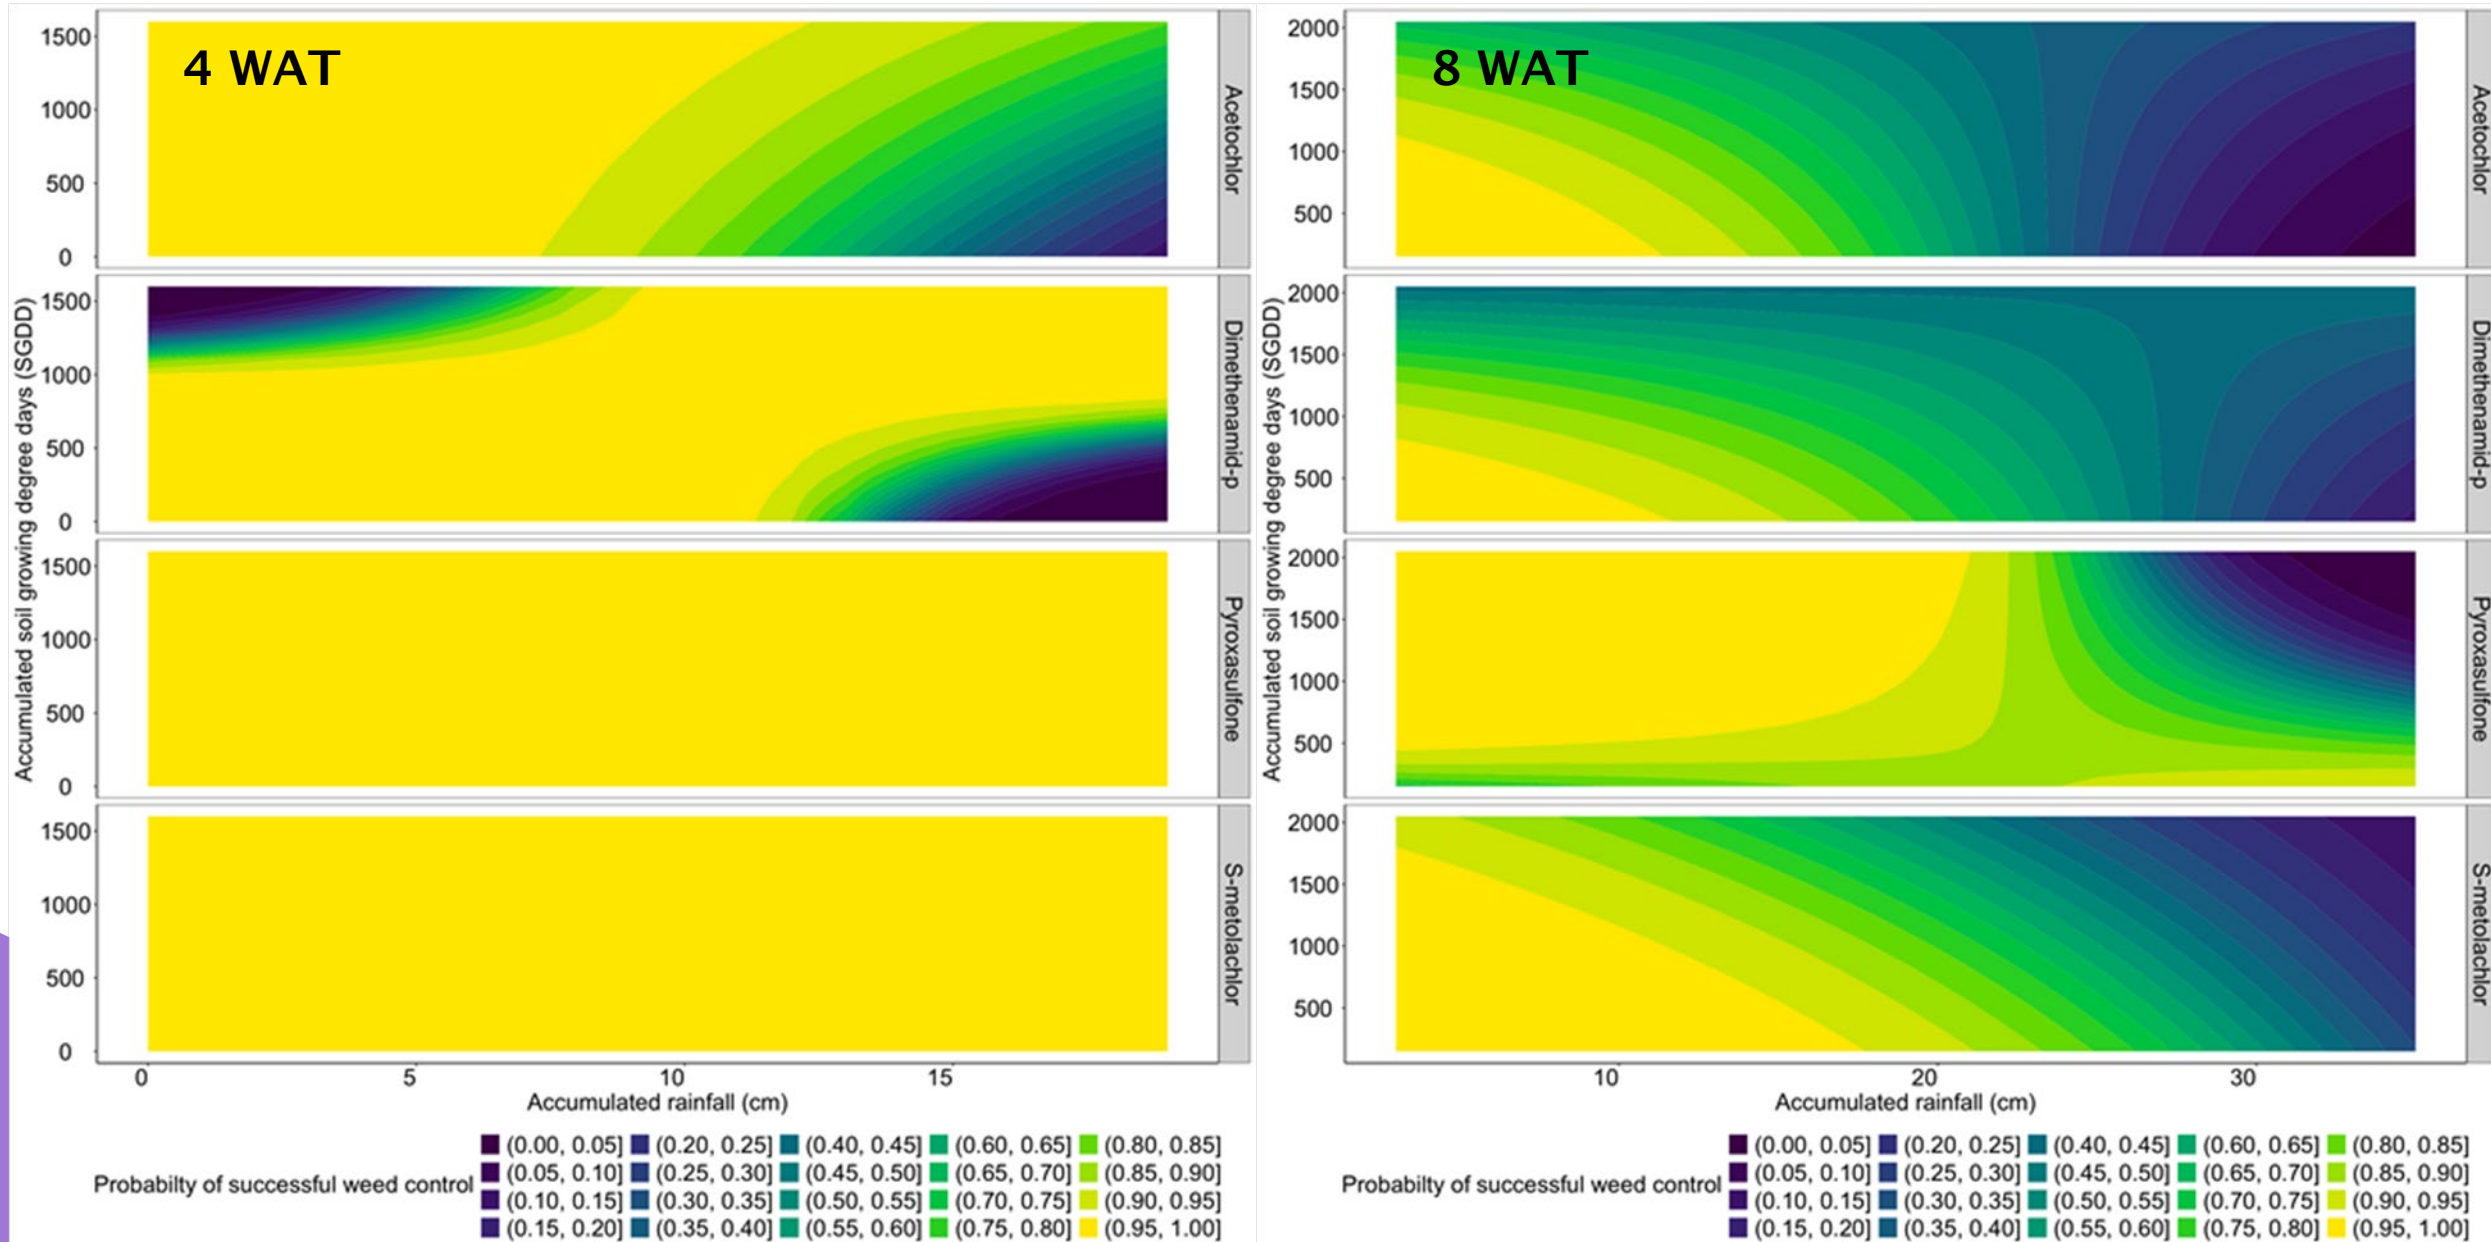 4 WAT
1500
1000
500
0
Acetochlor
1500
1000
500
0
Dimethenamid-p
1500
1000
500
0
Pyroxasulfone
1500
1000
500
0
S-metolachlor
Accumulated soil growing degree days (SGDD)
0 5 10 15
Accumulated rainfall (cm)
Probabilty of successful weed control
(0.00, 0.05] (0.20, 0.25] (0.40, 0.45] (0.60, 0.65] (0.80, 0.85]
(0.05, 0.10] (0.25, 0.30] (0.45, 0.50] (0.65, 0.70] (0.85, 0.90]
(0.10, 0.15] (0.30, 0.35] (0.50, 0.55] (0.70, 0.75] (0.90, 0.95]
(0.15, 0.20] (0.35, 0.40] (0.55, 0.60] (0.75, 0.80] (0.95, 1.00]
8 WAT
2000
1500
1000
500
Acetochlor
2000
1500
1000
500
Dimethenamid-p
2000
1500
1000
500
Pyroxasulfone
2000
1500
1000
500
S-metolachlor
Accumulated soil growing degree days (SGDD)
10 20 30
Accumulated rainfall (cm)
Probabilty of successful weed control
(0.00, 0.05] (0.20, 0.25] (0.40, 0.45] (0.60, 0.65] (0.80, 0.85]
(0.05, 0.10] (0.25, 0.30] (0.45, 0.50] (0.65, 0.70] (0.85, 0.90]
(0.10, 0.15] (0.30, 0.35] (0.50, 0.55] (0.70, 0.75] (0.90, 0.95]
(0.15, 0.20] (0.35, 0.40] (0.55, 0.60] (0.75, 0.80] (0.95, 1.00]